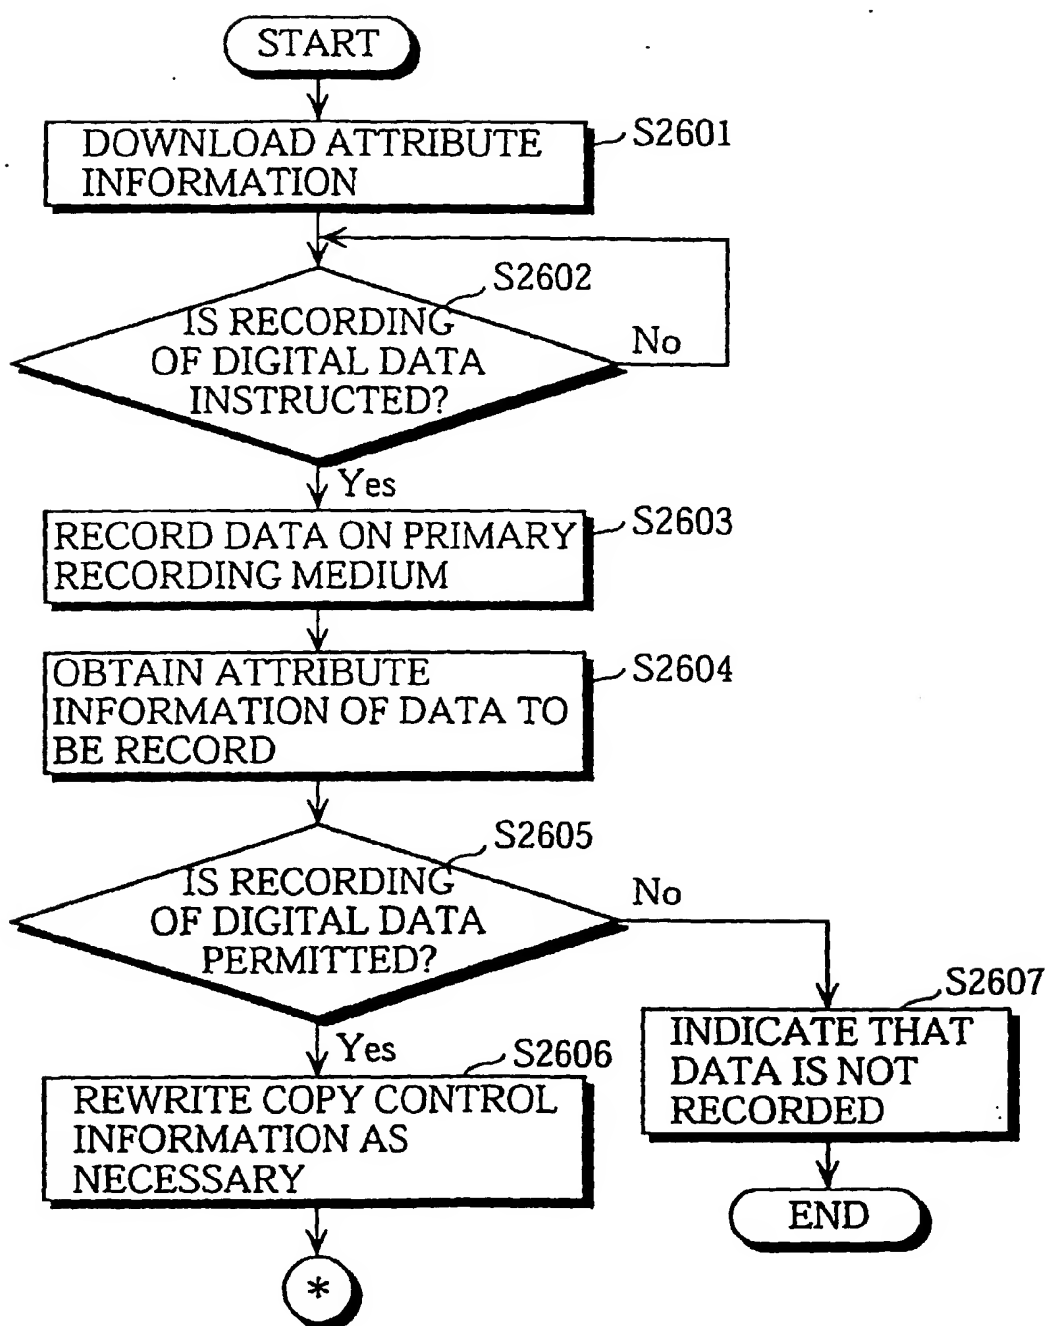 START
DOWNLOAD ATTRIBUTE
INFORMATION
S2601
S2602
IS RECORDING
OF DIGITAL DATA
INSTRUCTED?
No
Yes
RECORD DATA ON PRIMARY
RECORDING MEDIUM
S2603
OBTAIN ATTRIBUTE
INFORMATION OF DATA TO
BE RECORD
S2604
S2605
IS RECORDING
OF DIGITAL DATA
PERMITTED?
No
Yes
S2606
REWRITE COPY CONTROL
INFORMATION AS
NECESSARY
*
S2607
INDICATE THAT
DATA IS NOT
RECORDED
END